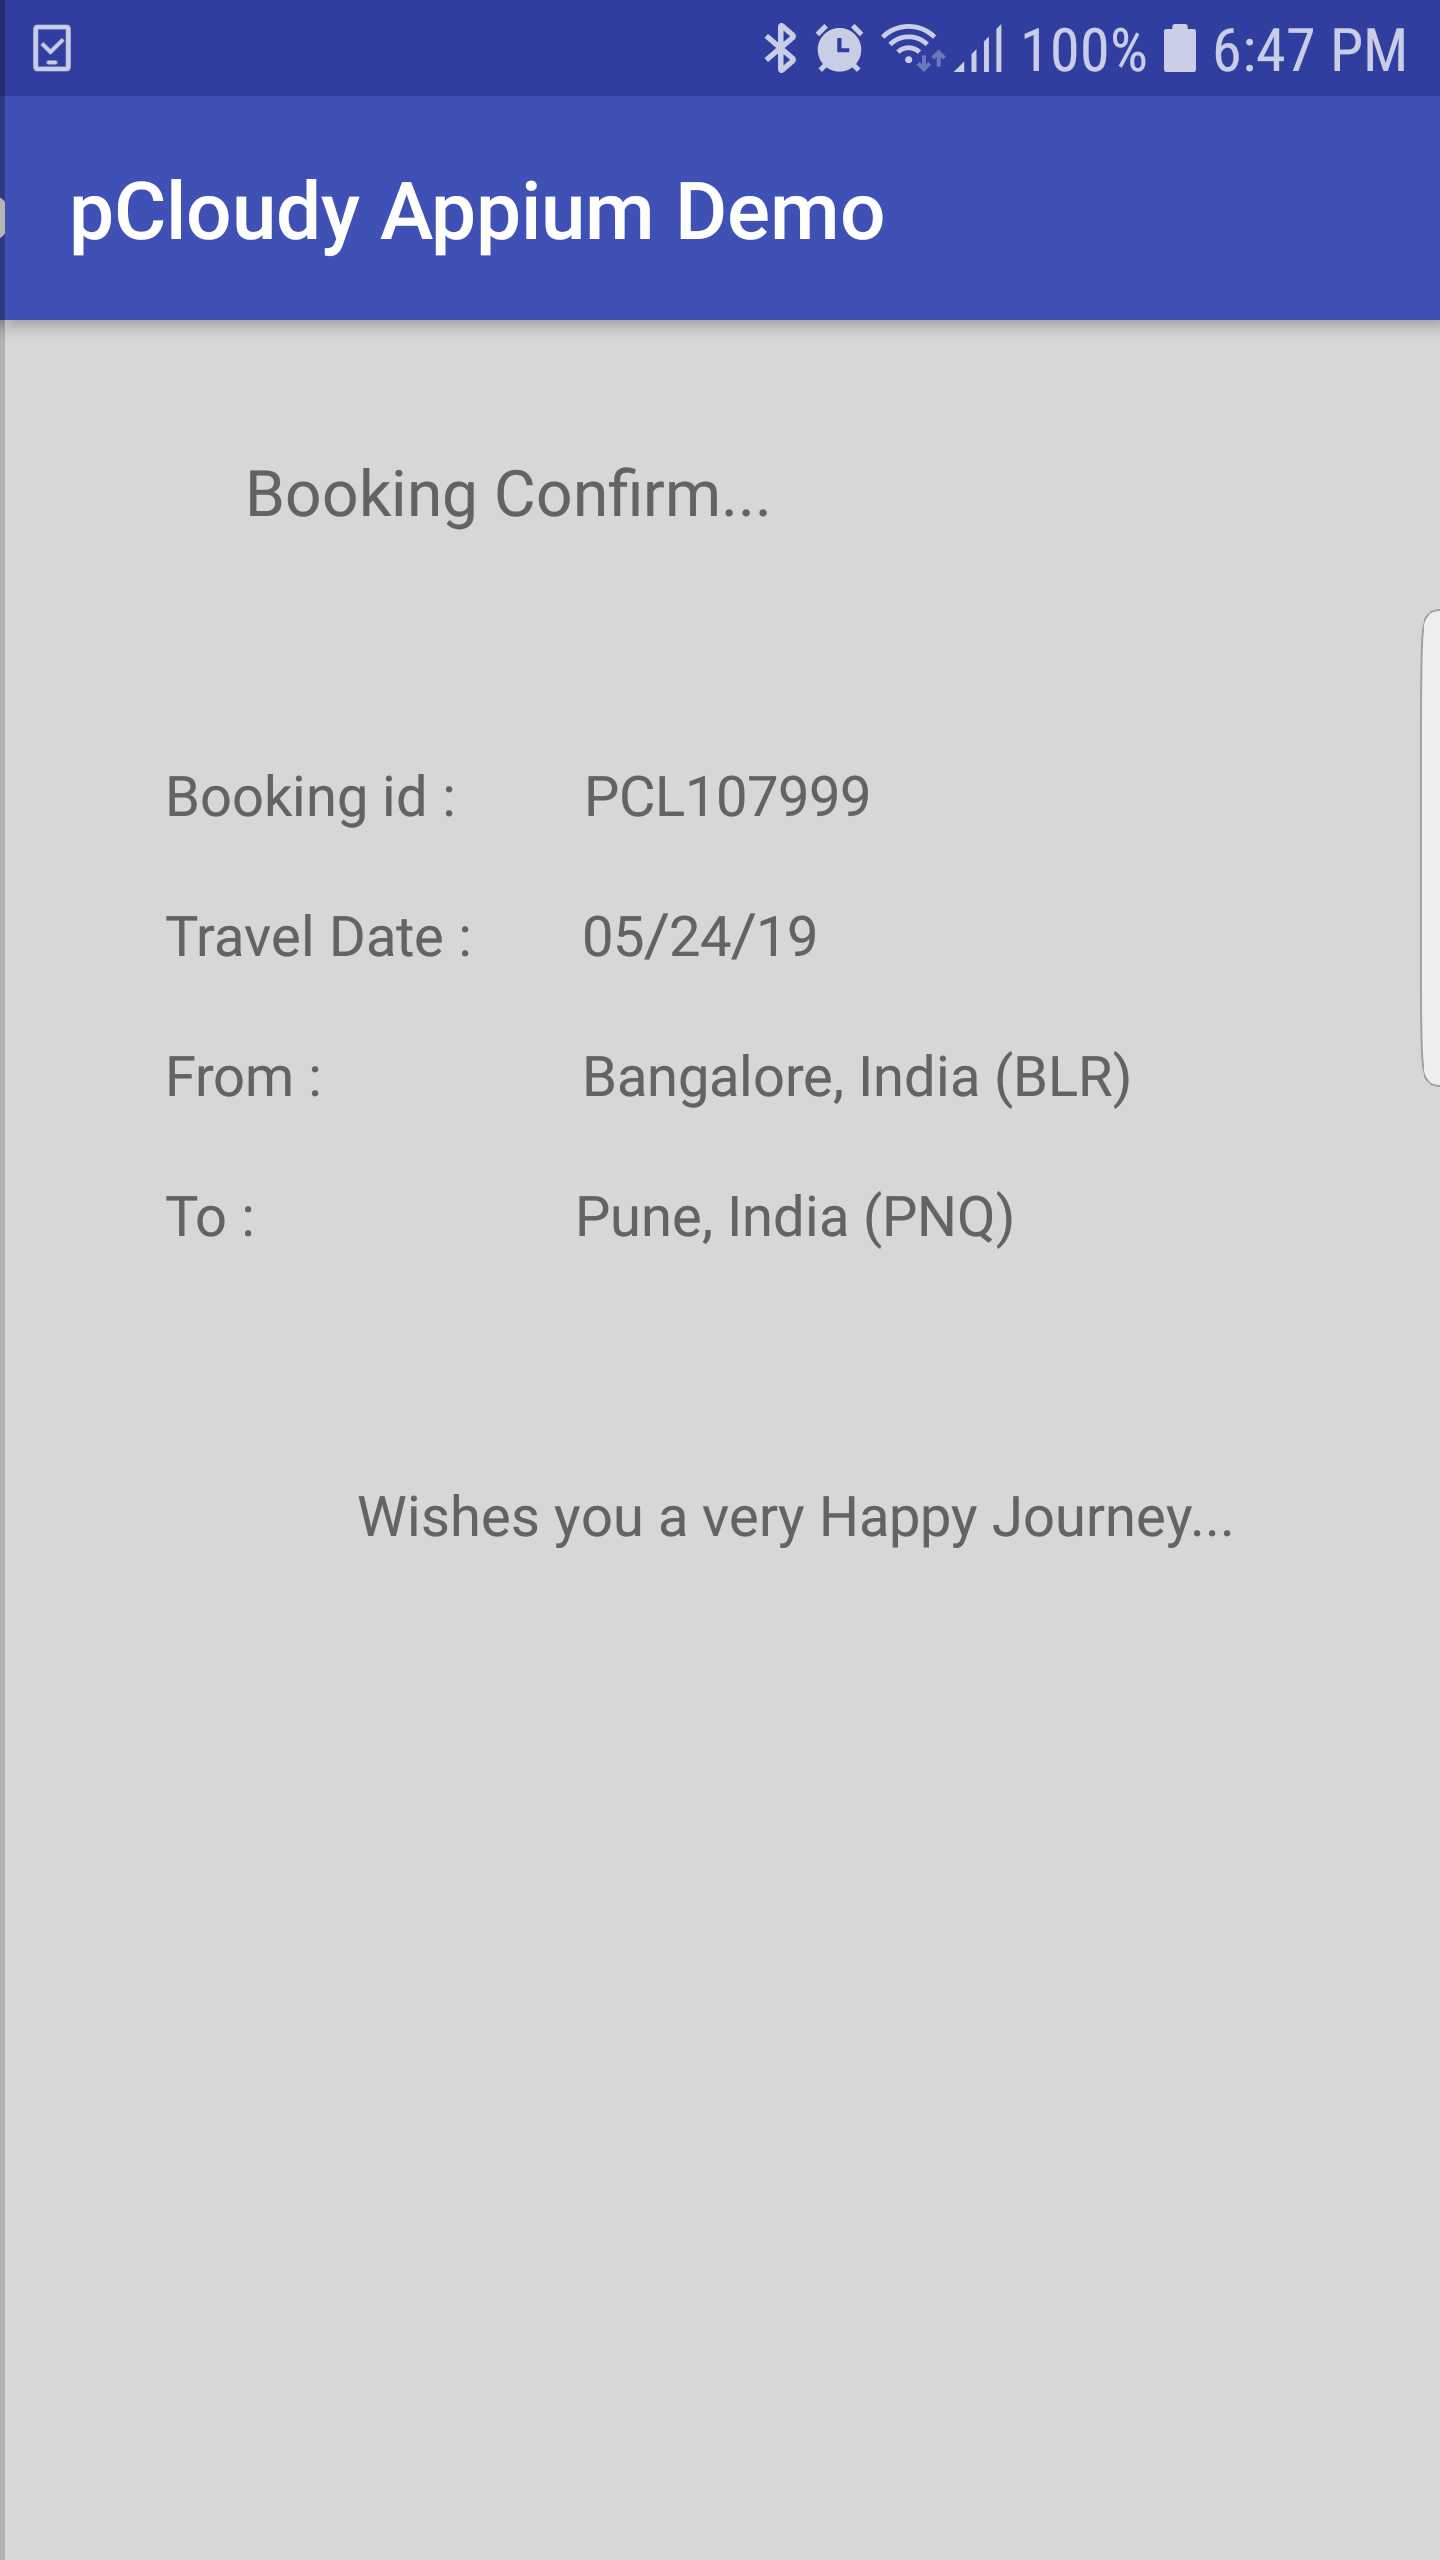 100% 6:47 PM
pCloudy Appium Demo
Booking Confirm...
Booking id : PCL107999
Travel Date : 05/24/19
From : Bangalore, India (BLR)
To : Pune, India (PNQ)
Wishes you a very Happy Journey...